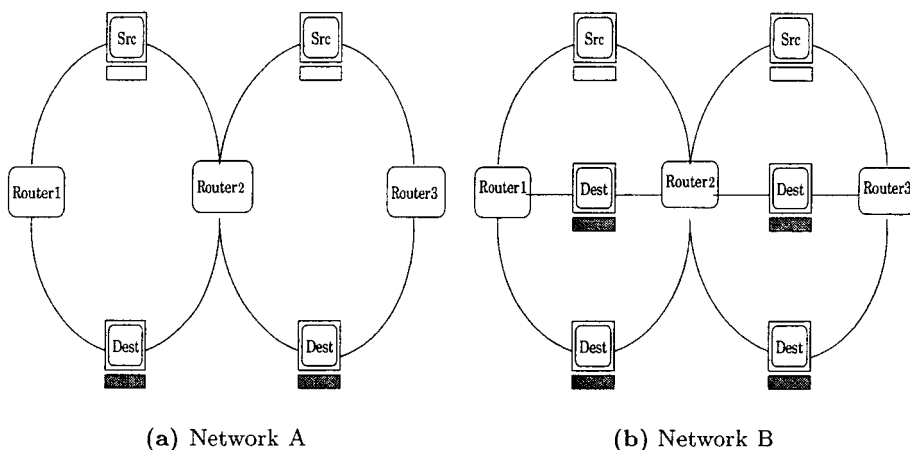 Src Src Src Src
Router1 Router2 Router3 Router1 Dest Router2 Dest Router3
Dest Dest Dest Dest
(a) Network A (b) Network B